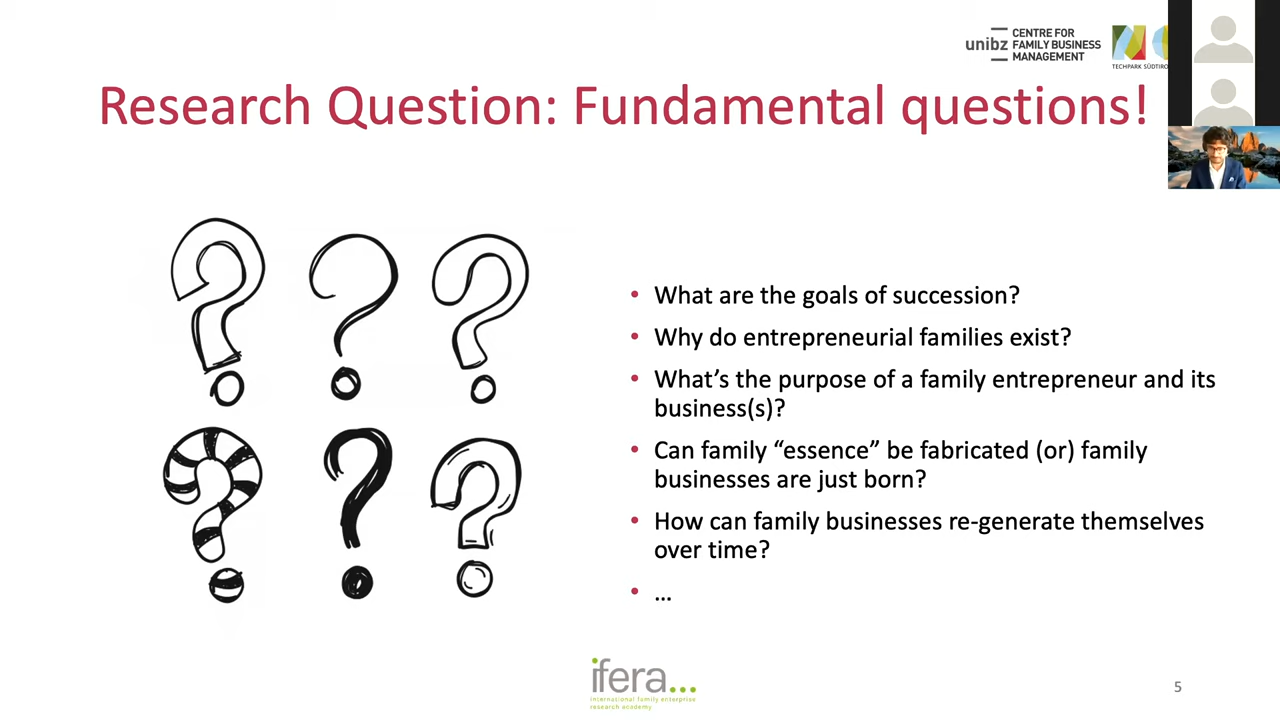 unibz
CENTRE FOR
FAMILY BUSINESS
MANAGEMENT
TECHPARK
Research Question: Fundamental questions!
• What are the goals of succession?
• Why do entrepreneurial families exist?
• What’s the purpose of a family entrepreneur and its
business(s)?
• Can family “essence” be fabricated (or) family
businesses are just born?
• How can family businesses re-generate themselves
over time?
• ...
ifera...
international family enterprise
research academy
5